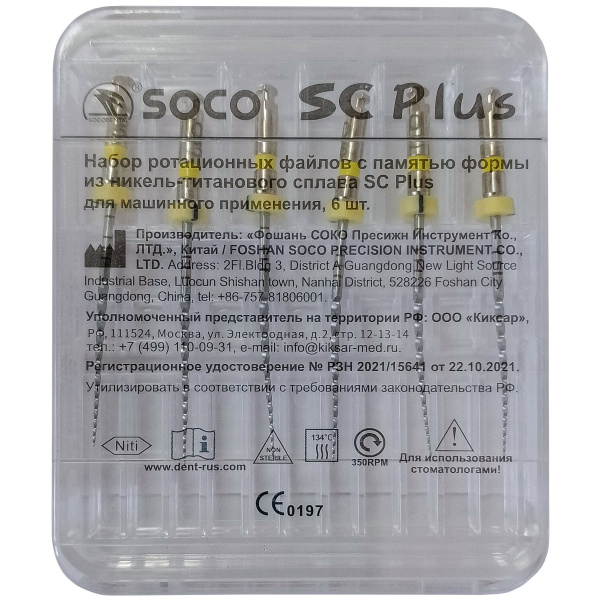 SOCO® SC Plus
SOCODENTAL
Набор ротационных файлов с памятью формы
из никель-титанового сплава SC Plus
для машинного применения, 6 шт.
Производитель: «Фошань СОКО Пресижн Инструмент Ко.,
ЛТД.», Китай / FOSHAN SOCO PRECISION INSTRUMENT CO.,
LTD. Address: 2Fl.Bldg 3, District A Guangdong New Light Source
Industrial Base, Luocun Shishan town, Nanhai District, 528226 Foshan City
Guangdong, China, tel: +86-757-81806001.
Уполномоченный представитель на территории РФ: ООО «Киксар»,
РФ, 111524, Москва, ул. Электродная, д.2, стр. 12-13-14
тел.: +7 (499) 110-09-31, e-mail: info@kiksar-med.ru.
Регистрационное удостоверение № РЗН 2021/15641 от 22.10.2021.
Утилизировать в соответствии с требованиями законодательства РФ.
Niti
NON
STERILE
134°C
350RPM
Для использования
стоматологами!
www.dent-rus.com
CE 0197